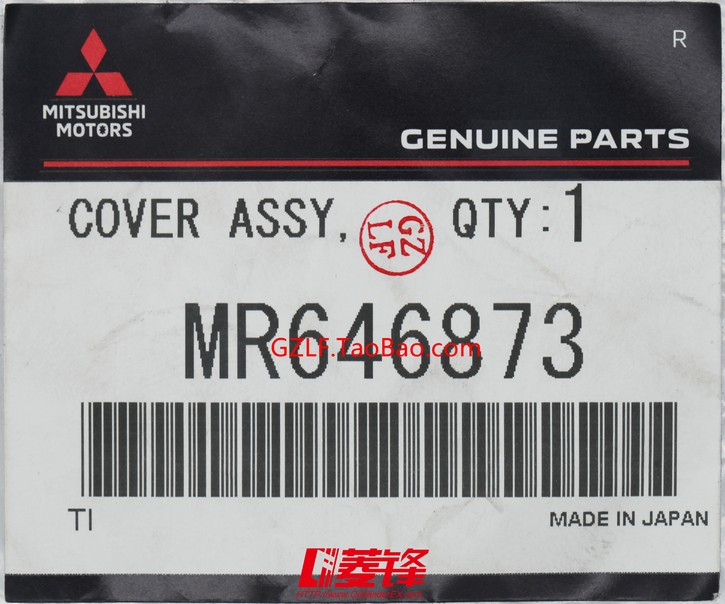 R
MITSUBISHI
MOTORS
GENUINE PARTS
COVER ASSY, QTY:1
GZ
LF
MR646873
GZLF.TaoBao.com
TI
MADE IN JAPAN
菱锋